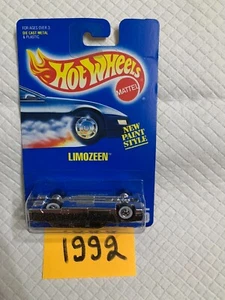 FOR AGES OVER 3
DIE CAST METAL
& PLASTIC
Hot Wheels
MATTEL
NEW
PAINT
STYLE
LIMOZEEN
1992